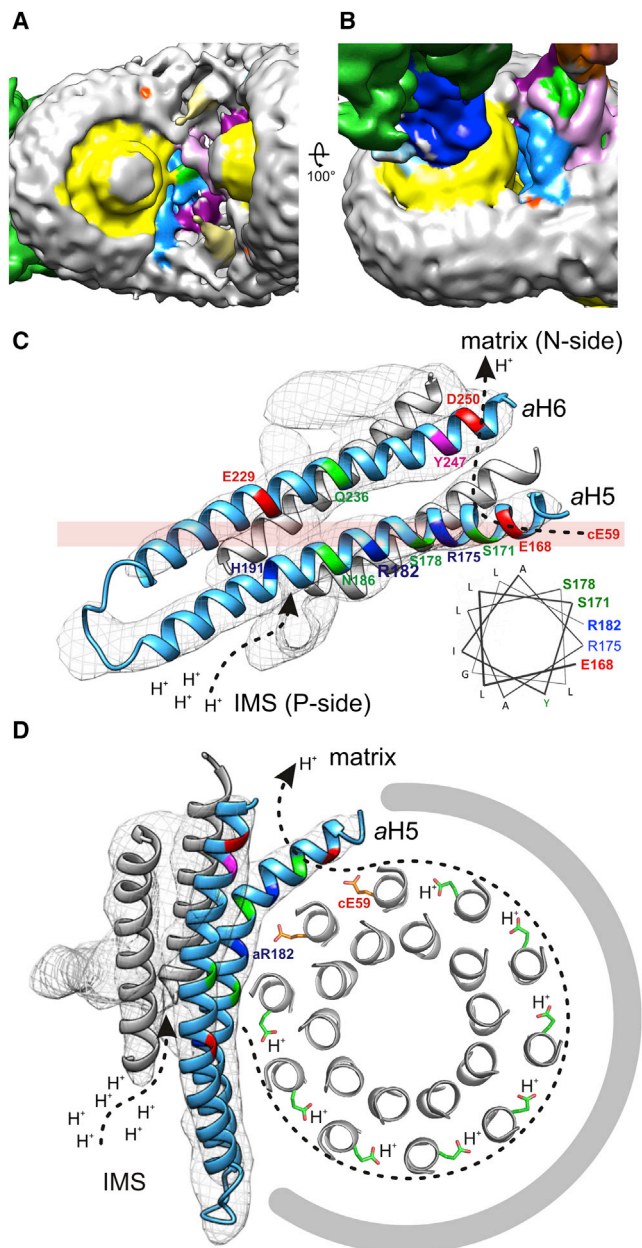 A
B
100°
C
matrix (N-side)
H⁺
D250
aH6
Y247
E229
Q236
aH5
cE59
H191
N186
R182
S178
R175
S171
E168
A
S178
S171
R182
R175
E168
L
L
I
G
L
A
Y
L
H⁺
H⁺
H⁺
H⁺
IMS (P-side)
D
H⁺
matrix
aH5
cE59
aR182
H⁺
H⁺
H⁺
H⁺
H⁺
H⁺
H⁺
H⁺
H⁺
H⁺
H⁺
H⁺
H⁺
IMS